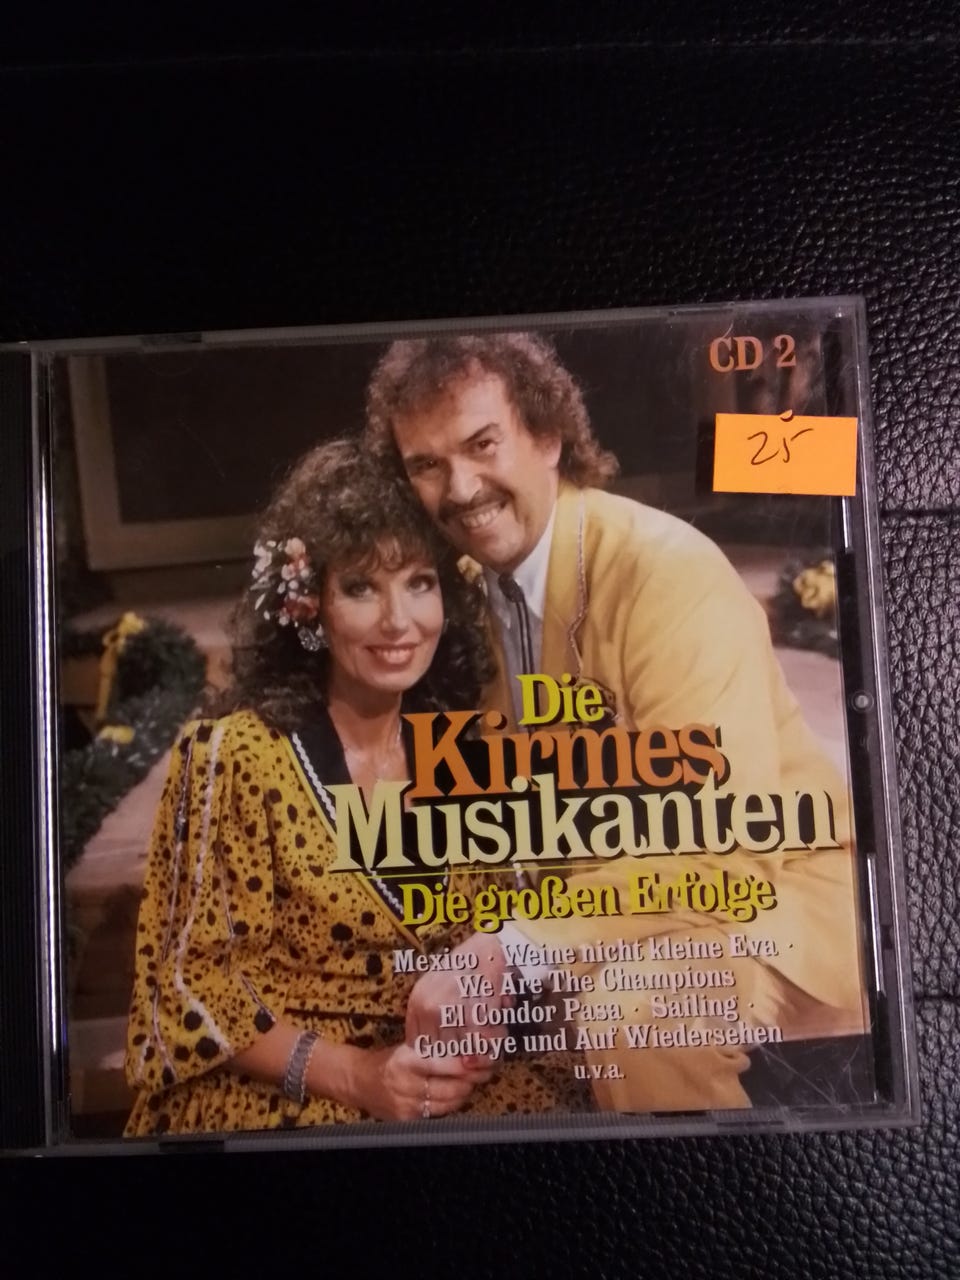 CD 2
25
Die
Kirmes
Musikanten
Die großen Erfolge
Mexico · Weine nicht kleine Eva ·
We Are The Champions
El Condor Pasa · Sailing ·
Goodbye und Auf Wiedersehen
u.v.a.